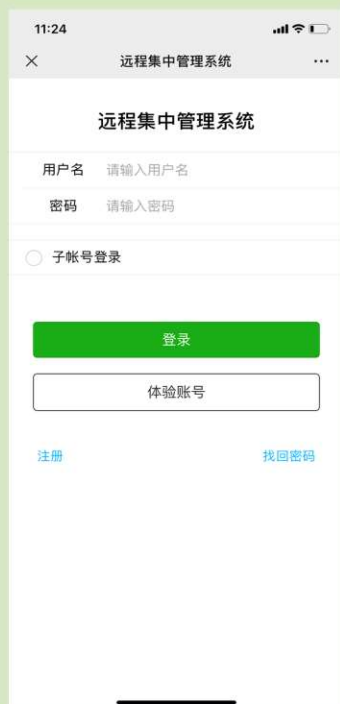 11:24
远程集中管理系统
远程集中管理系统
用户名 请输入用户名
密码 请输入密码
子帐号登录
登录
体验账号
注册 找回密码